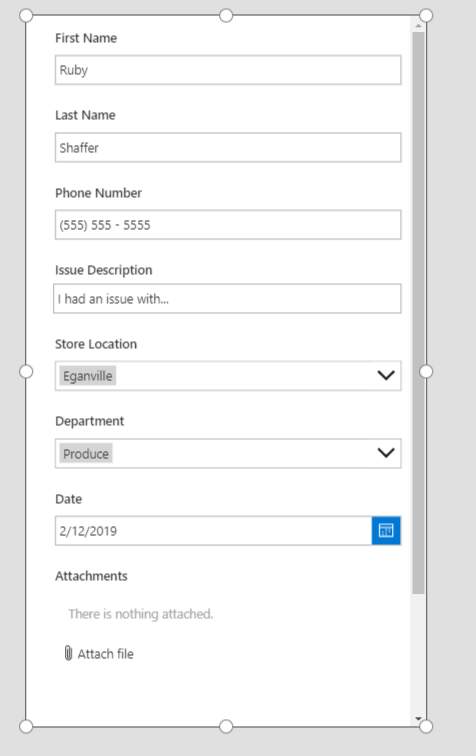 First Name
Ruby
Last Name
Shaffer
Phone Number
(555) 555 - 5555
Issue Description
I had an issue with...
Store Location
Eganville
Department
Produce
Date
2/12/2019
Attachments
There is nothing attached.
Attach file